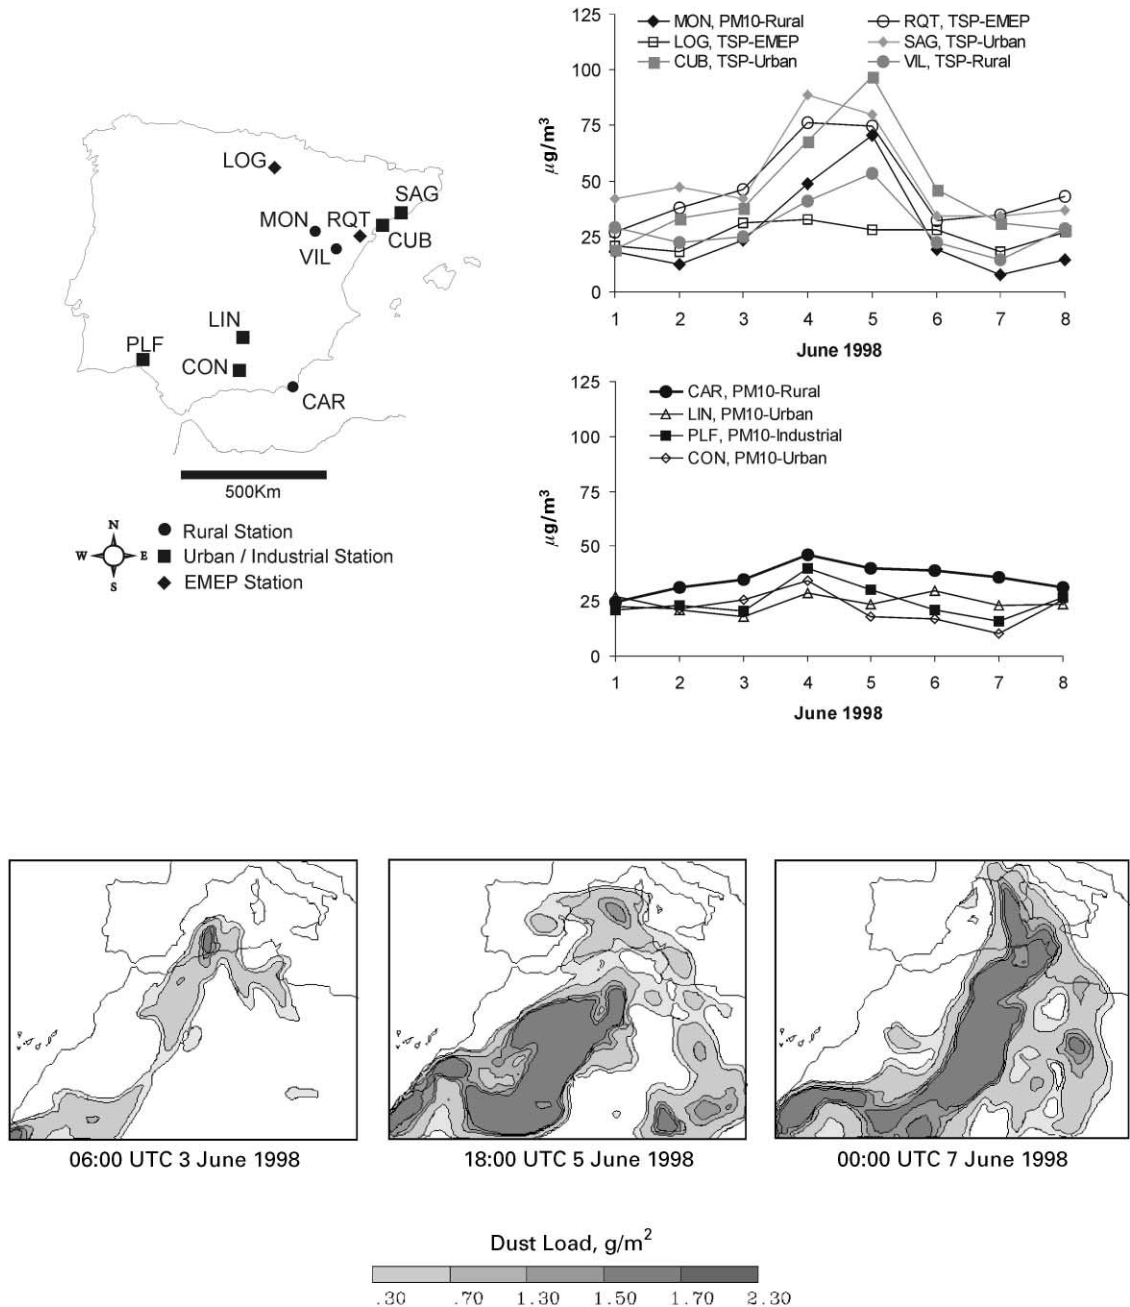 LOG
SAG
MON
RQT
CUB
VIL
LIN
PLF
CON
CAR
500Km
N
W E
S
Rural Station
Urban / Industrial Station
EMEP Station
MON, PM10-Rural
RQT, TSP-EMEP
LOG, TSP-EMEP
SAG, TSP-Urban
CUB, TSP-Urban
VIL, TSP-Rural
125
100
75
50
25
0
µg/m³
1 2 3 4 5 6 7 8
June 1998
CAR, PM10-Rural
LIN, PM10-Urban
PLF, PM10-Industrial
CON, PM10-Urban
125
100
75
50
25
0
µg/m³
1 2 3 4 5 6 7 8
June 1998
06:00 UTC 3 June 1998
18:00 UTC 5 June 1998
00:00 UTC 7 June 1998
Dust Load, g/m²
.30 .70 1.30 1.50 1.70 2.30